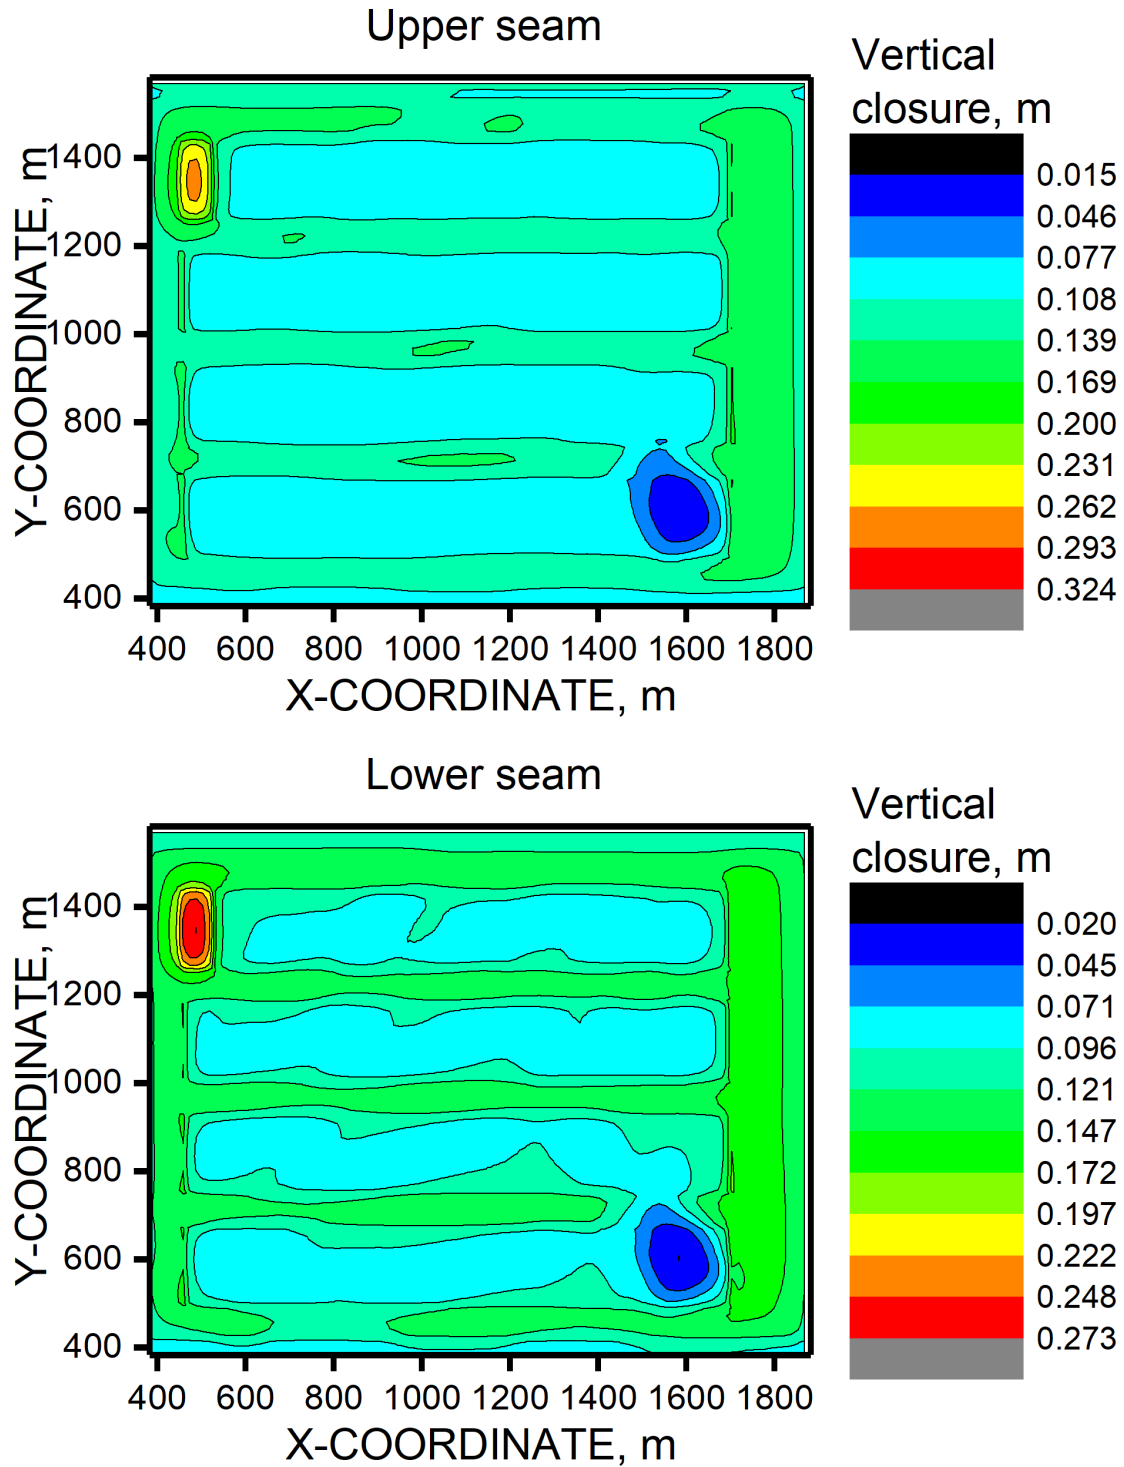 Upper seam
Vertical
closure, m
0.015
0.046
0.077
0.108
0.139
0.169
0.200
0.231
0.262
0.293
0.324
Y-COORDINATE, m
1400
1200
1000
800
600
400
400 600 800 1000 1200 1400 1600 1800
X-COORDINATE, m
Lower seam
Vertical
closure, m
0.020
0.045
0.071
0.096
0.121
0.147
0.172
0.197
0.222
0.248
0.273
Y-COORDINATE, m
1400
1200
1000
800
600
400
400 600 800 1000 1200 1400 1600 1800
X-COORDINATE, m